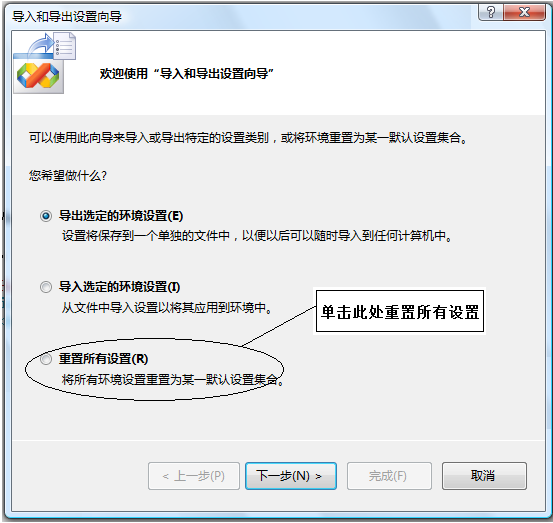 导入和导出设置向导
欢迎使用“导入和导出设置向导”
可以使用此向导来导入或导出特定的设置类别，或将环境重置为某一默认设置集合。
您希望做什么?
导出选定的环境设置(E)
设置将保存到一个单独的文件中，以便以后可以随时导入到任何计算机中。
导入选定的环境设置(I)
从文件中导入设置以将其应用到环境中。
单击此处重置所有设置
重置所有设置(R)
将所有环境设置重置为某一默认设置集合。
< 上一步(P)
下一步(N) >
完成(F)
取消